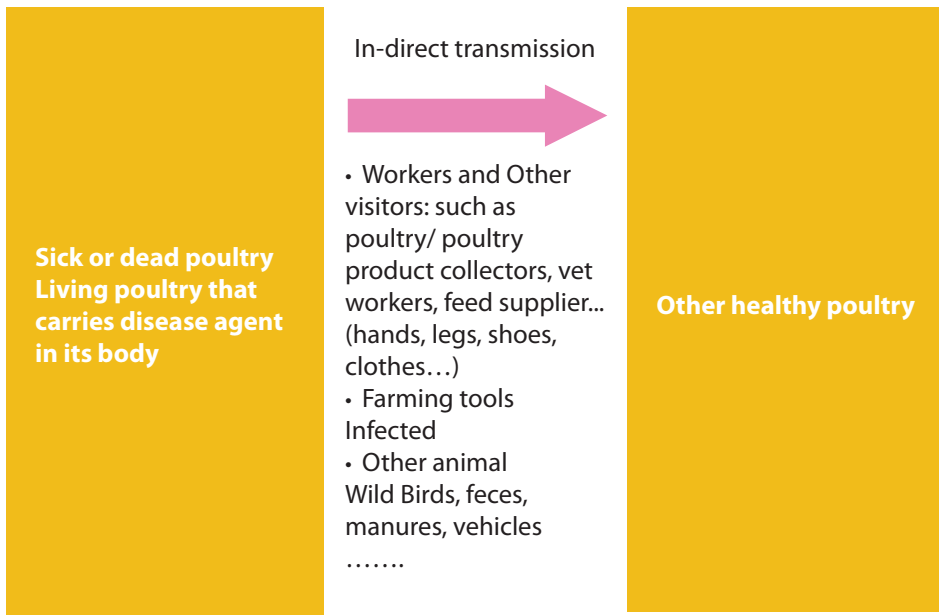 Sick or dead poultry
Living poultry that
carries disease agent
in its body
In-direct transmission
• Workers and Other
visitors: such as
poultry/ poultry
product collectors, vet
workers, feed supplier...
(hands, legs, shoes,
clothes…)
• Farming tools
Infected
• Other animal
Wild Birds, feces,
manures, vehicles
…….
Other healthy poultry